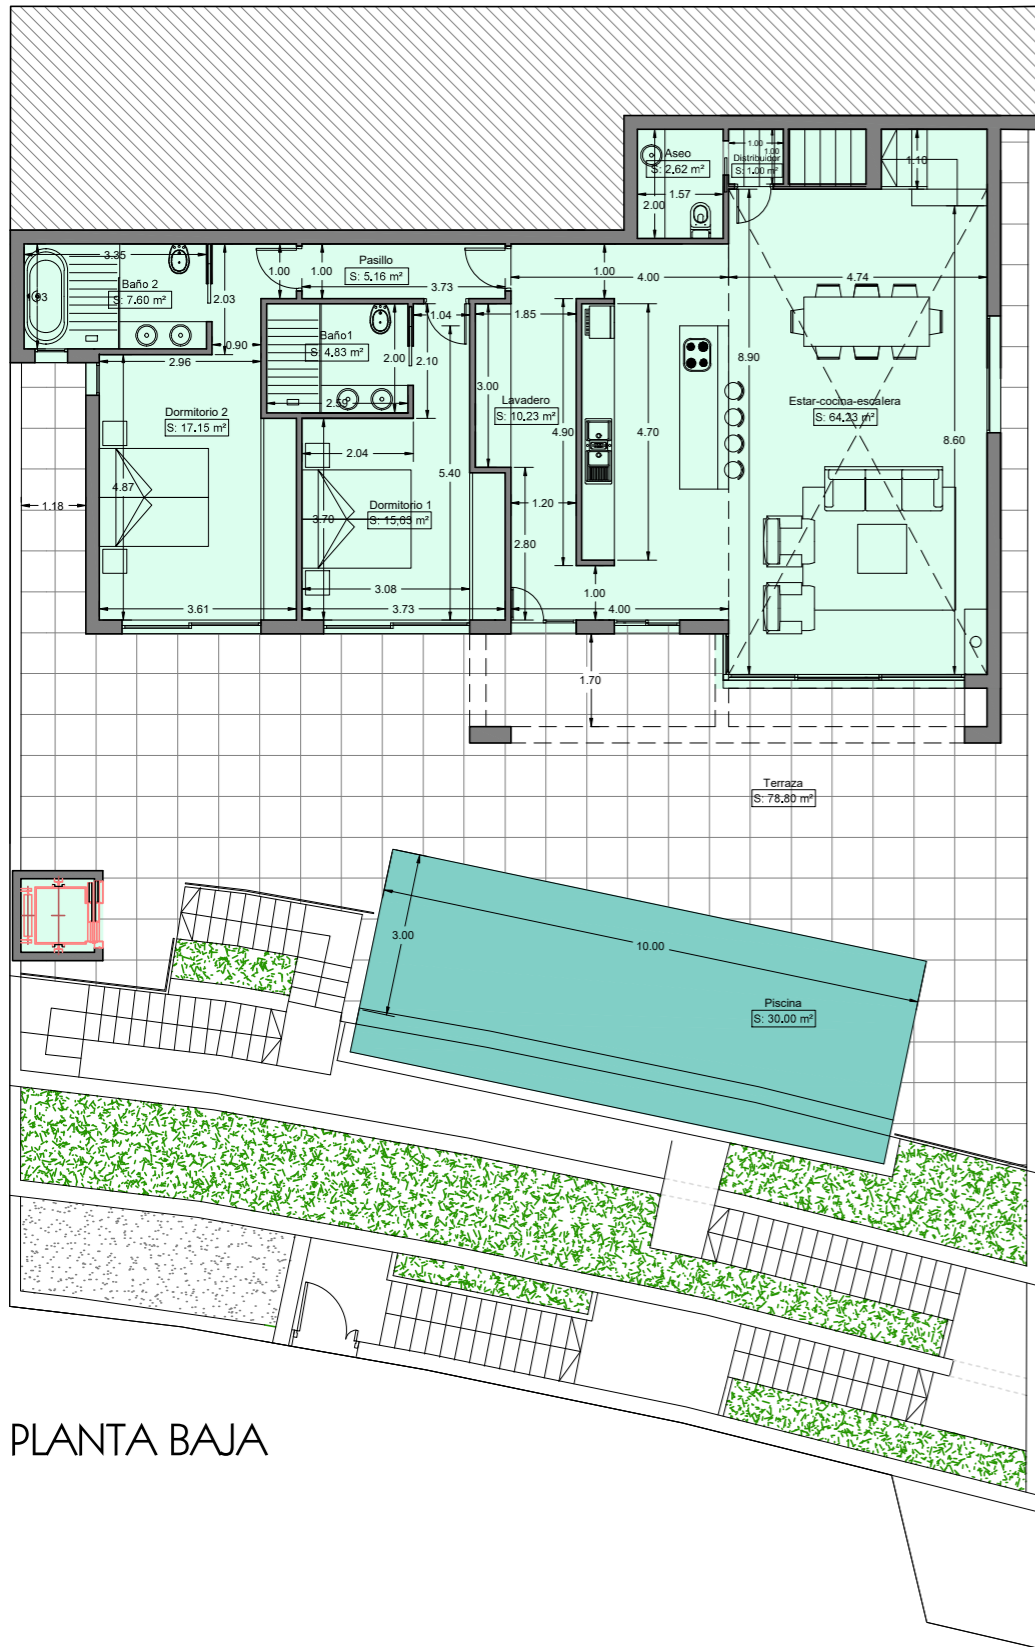 Aseo
S: 2.62 m²
1.57
2.00
1.00
1.00
Distribuidor
S: 1.00 m²
1.10
3.35
Baño 2
S: 7.60 m²
2.03
1.00
1.00
Pasillo
S: 5.16 m²
3.73
4.00
1.00
4.74
0.90
2.96
Baño1
S: 4.83 m²
2.00
2.59
1.04
2.10
1.85
3.00
Lavadero
S: 10.23 m²
4.90
4.70
8.90
Estar-cocina-escalera
S: 64.23 m²
8.60
Dormitorio 2
S: 17.15 m²
4.87
1.18
3.61
2.04
Dormitorio 1
S: 15,63 m²
3.70
5.40
3.08
3.73
1.20
2.80
1.00
4.00
1.70
Terraza
S: 78.80 m²
3.00
10.00
Piscina
S: 30.00 m²
PLANTA BAJA